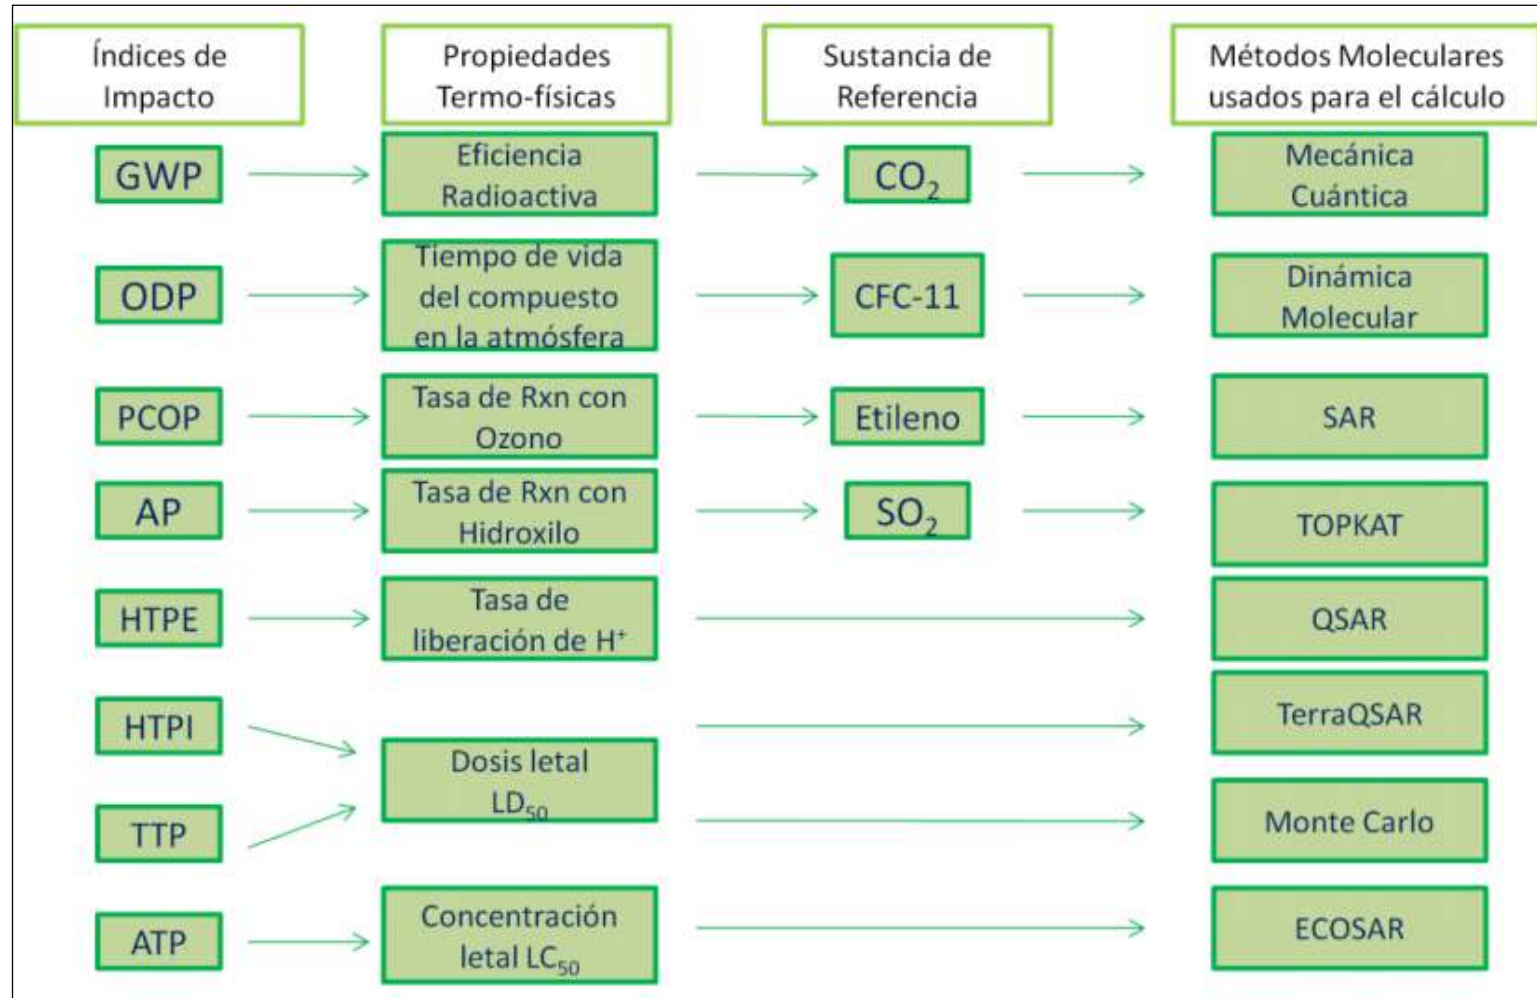 Índices de
Impacto
Propiedades
Termo-físicas
Sustancia de
Referencia
Métodos Moleculares
usados para el cálculo
GWP
Eficiencia
Radioactiva
CO₂
Mecánica
Cuántica
ODP
Tiempo de vida
del compuesto
en la atmósfera
CFC-11
Dinámica
Molecular
PCOP
Tasa de Rxn con
Ozono
Etileno
SAR
AP
Tasa de Rxn con
Hidroxilo
SO₂
TOPKAT
HTPE
Tasa de
liberación de H⁺
QSAR
HTPI
Dosis letal
LD₅₀
TerraQSAR
TTP
Monte Carlo
ATP
Concentración
letal LC₅₀
ECOSAR